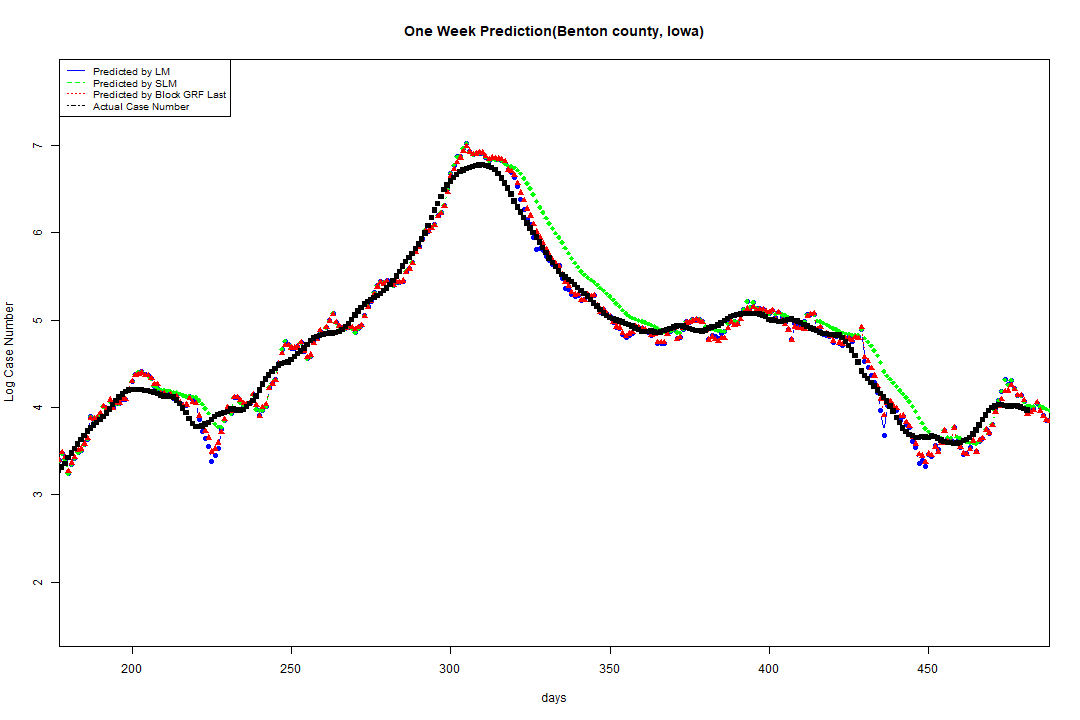 One Week Prediction(Benton county, Iowa)
Predicted by LM
Predicted by SLM
Predicted by Block GRF Last
Actual Case Number
7
6
5
4
3
2
Log Case Number
200 250 300 350 400 450
days